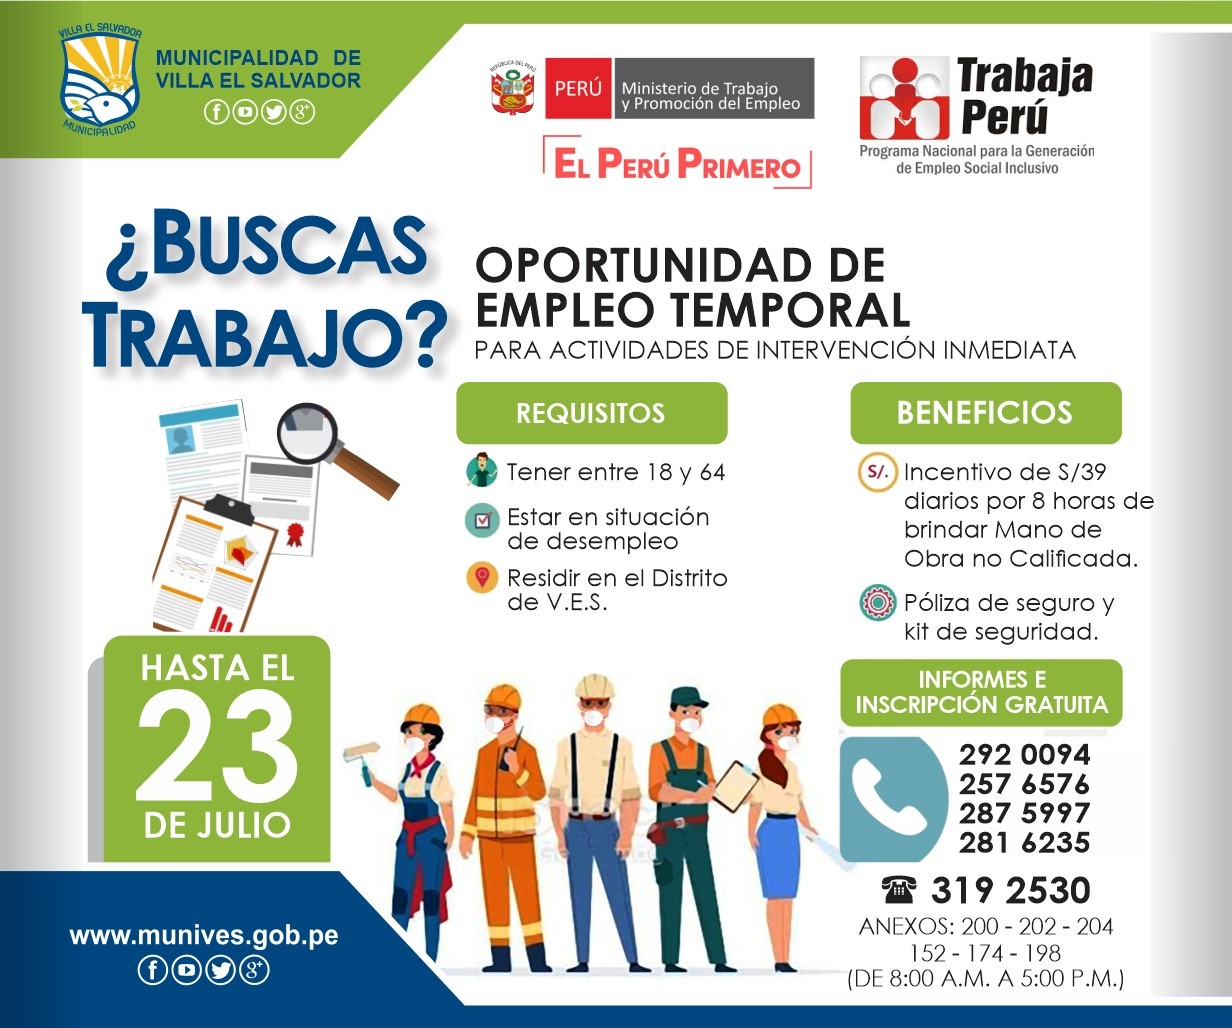 VILLA EL SALVADOR
MUNICIPALIDAD
MUNICIPALIDAD DE
VILLA EL SALVADOR
REPÚBLICA DEL PERÚ
PERÚ
Ministerio de Trabajo
y Promoción del Empleo
EL PERÚ PRIMERO
Trabaja
Perú
Programa Nacional para la Generación
de Empleo Social Inclusivo
¿BUSCAS
TRABAJO?
OPORTUNIDAD DE
EMPLEO TEMPORAL
PARA ACTIVIDADES DE INTERVENCIÓN INMEDIATA
REQUISITOS
Tener entre 18 y 64
Estar en situación
de desempleo
Residir en el Distrito
de V.E.S.
BENEFICIOS
S/.
Incentivo de S/39
diarios por 8 horas de
brindar Mano de
Obra no Calificada.
Póliza de seguro y
kit de seguridad.
HASTA EL
23
DE JULIO
INFORMES E
INSCRIPCIÓN GRATUITA
292 0094
257 6576
287 5997
281 6235
319 2530
ANEXOS: 200 - 202 - 204
152 - 174 - 198
(DE 8:00 A.M. A 5:00 P.M.)
www.munives.gob.pe